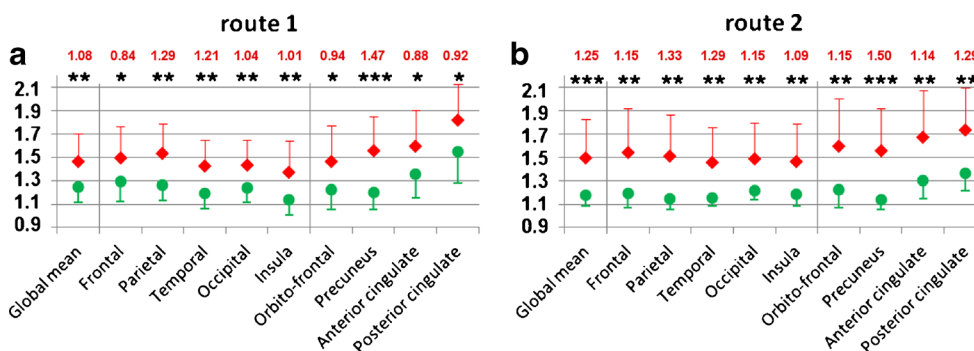 route 1
a
1.08 0.84 1.29 1.21 1.04 1.01 0.94 1.47 0.88 0.92
** * ** ** ** ** * *** * *
2.1
1.9
1.7
1.5
1.3
1.1
0.9
Global mean
Frontal
Parietal
Temporal
Occipital
Insula
Orbito-frontal
Precuneus
Anterior cingulate
Posterior cingulate
route 2
b
1.25 1.15 1.33 1.29 1.15 1.09 1.15 1.50 1.14 1.29
*** ** ** ** ** ** ** *** ** **
2.1
1.9
1.7
1.5
1.3
1.1
0.9
Global mean
Frontal
Parietal
Temporal
Occipital
Insula
Orbito-frontal
Precuneus
Anterior cingulate
Posterior cingulate